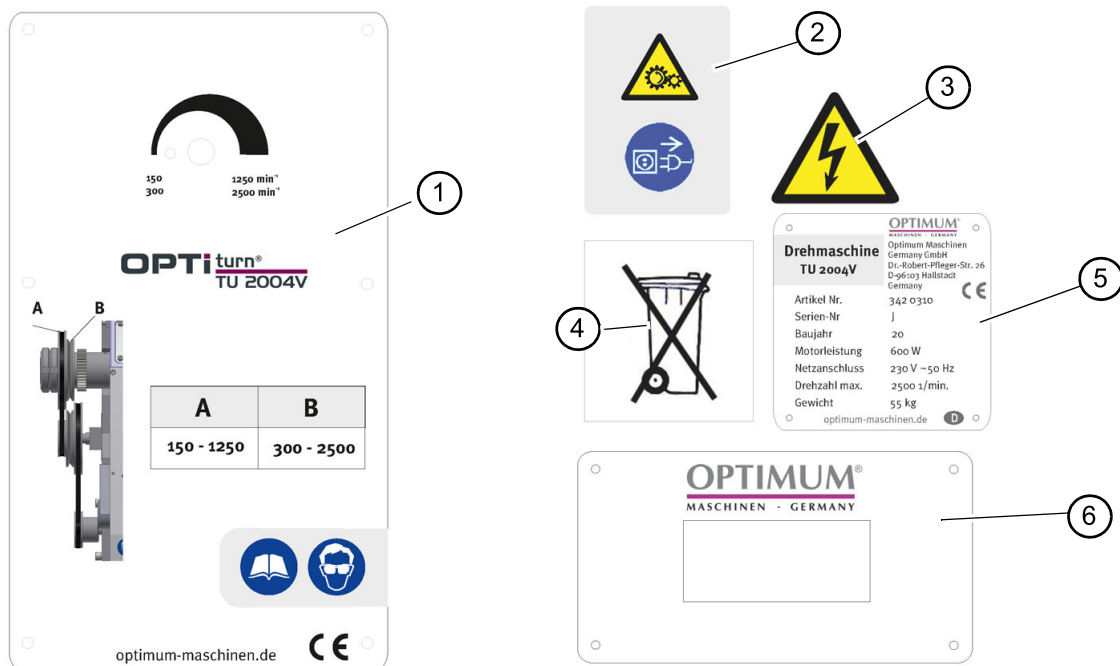 150 1250 min⁻¹
300 2500 min⁻¹
1
OPTi turn®
TU 2004V
A B
A B
150 - 1250 300 - 2500
optimum-maschinen.de CE
2
3
4
OPTIMUM®
MASCHINEN - GERMANY
Drehmaschine
TU 2004V
Optimum Maschinen
Germany GmbH
Dr.-Robert-Pfleger-Str. 26
D-96103 Hallstadt
Germany
CE
Artikel Nr. 342 0310
Serien-Nr J
Baujahr 20
Motorleistung 600 W
Netzanschluss 230 V ~50 Hz
Drehzahl max. 2500 1/min.
Gewicht 55 kg
optimum-maschinen.de D
5
OPTIMUM®
MASCHINEN - GERMANY
6